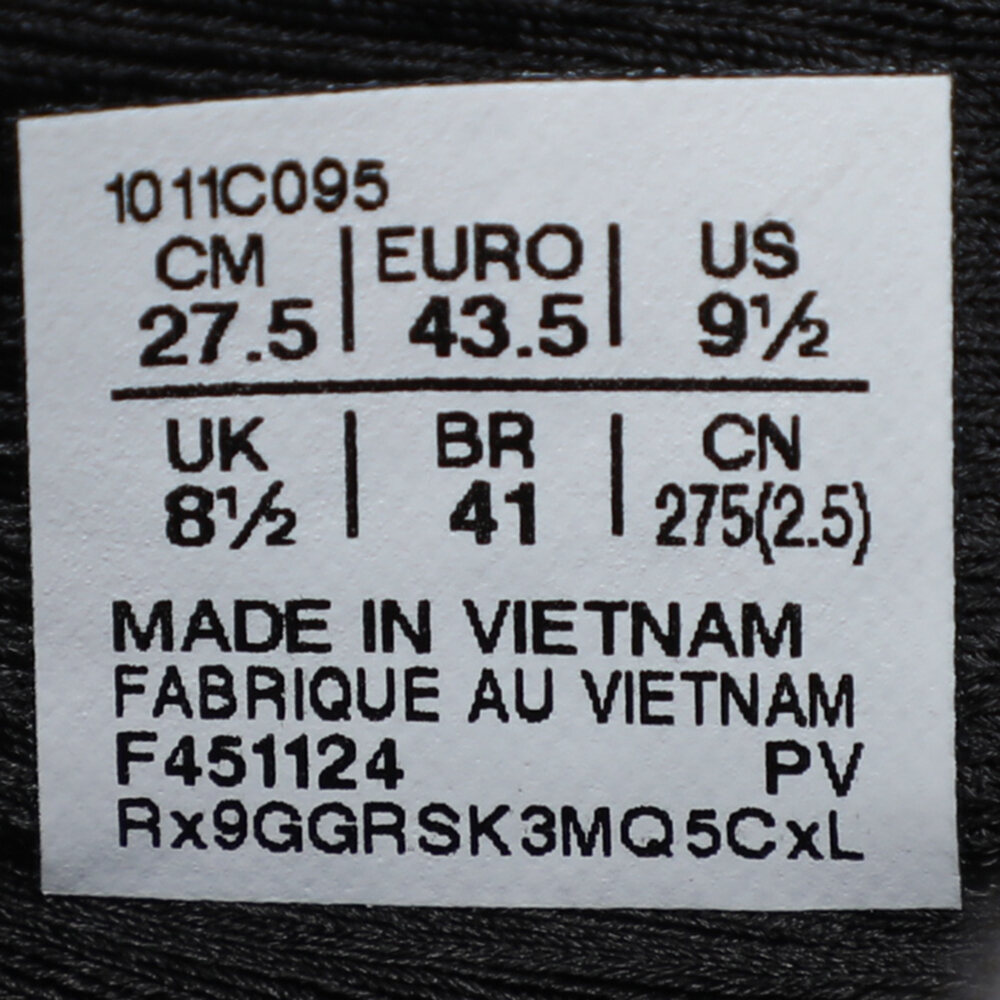 1011C095
CM | EURO | US
27.5 | 43.5 | 9½
UK | BR | CN
8½ | 41 | 275(2.5)
MADE IN VIETNAM
FABRIQUE AU VIETNAM
F451124 PV
Rx9GGRSK3MQ5CxL